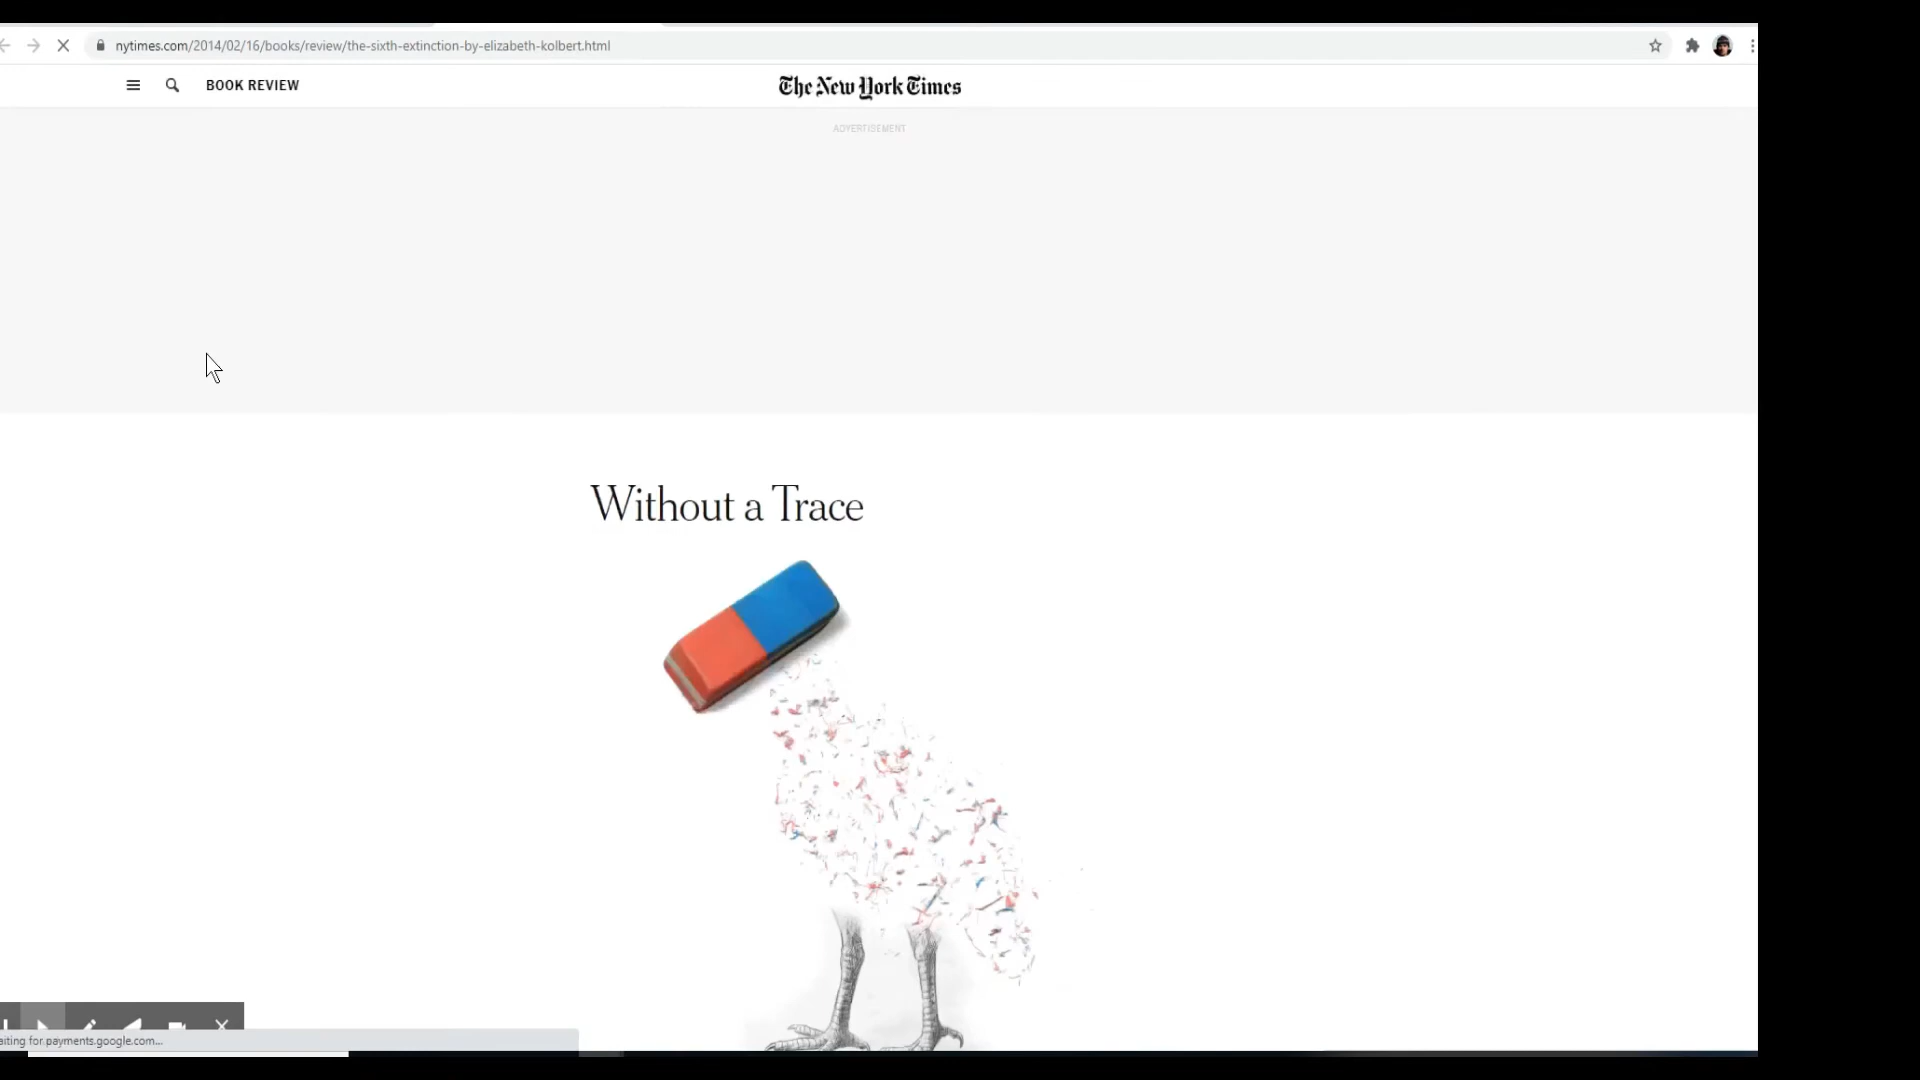 nytimes.com/2014/02/16/books/review/the-sixth-extinction-by-elizabeth-kolbert.html
BOOK REVIEW
The New York Times
ADVERTISEMENT
Without a Trace
aiting for payments.google.com...